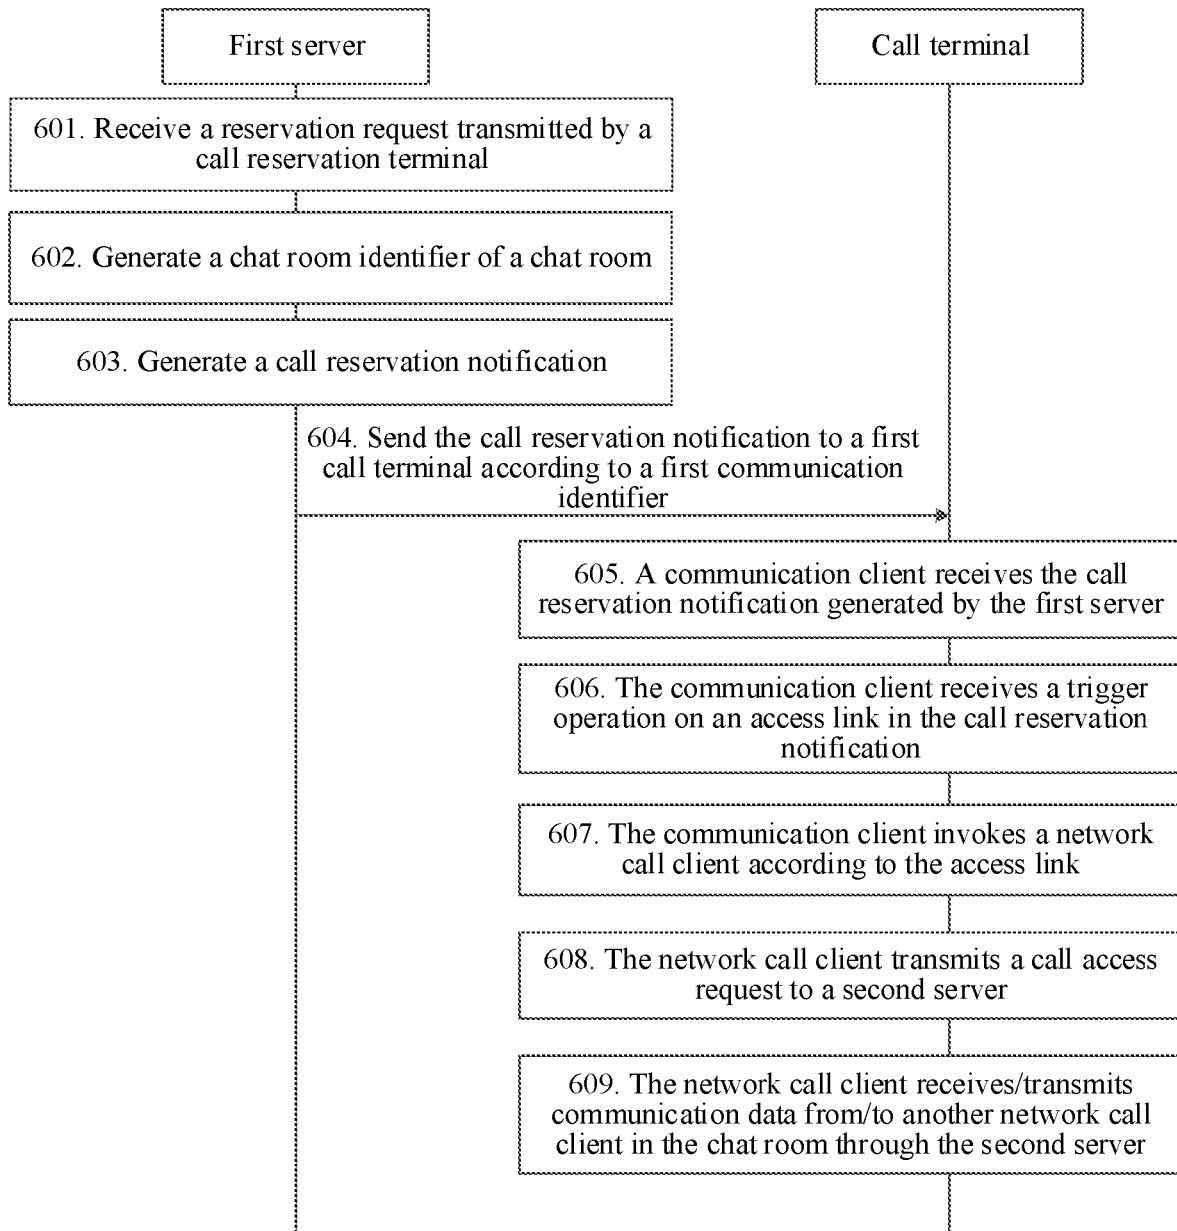 First server
Call terminal
601. Receive a reservation request transmitted by a
call reservation terminal
602. Generate a chat room identifier of a chat room
603. Generate a call reservation notification
604. Send the call reservation notification to a first
call terminal according to a first communication
identifier
605. A communication client receives the call
reservation notification generated by the first server
606. The communication client receives a trigger
operation on an access link in the call reservation
notification
607. The communication client invokes a network
call client according to the access link
608. The network call client transmits a call access
request to a second server
609. The network call client receives/transmits
communication data from/to another network call
client in the chat room through the second server